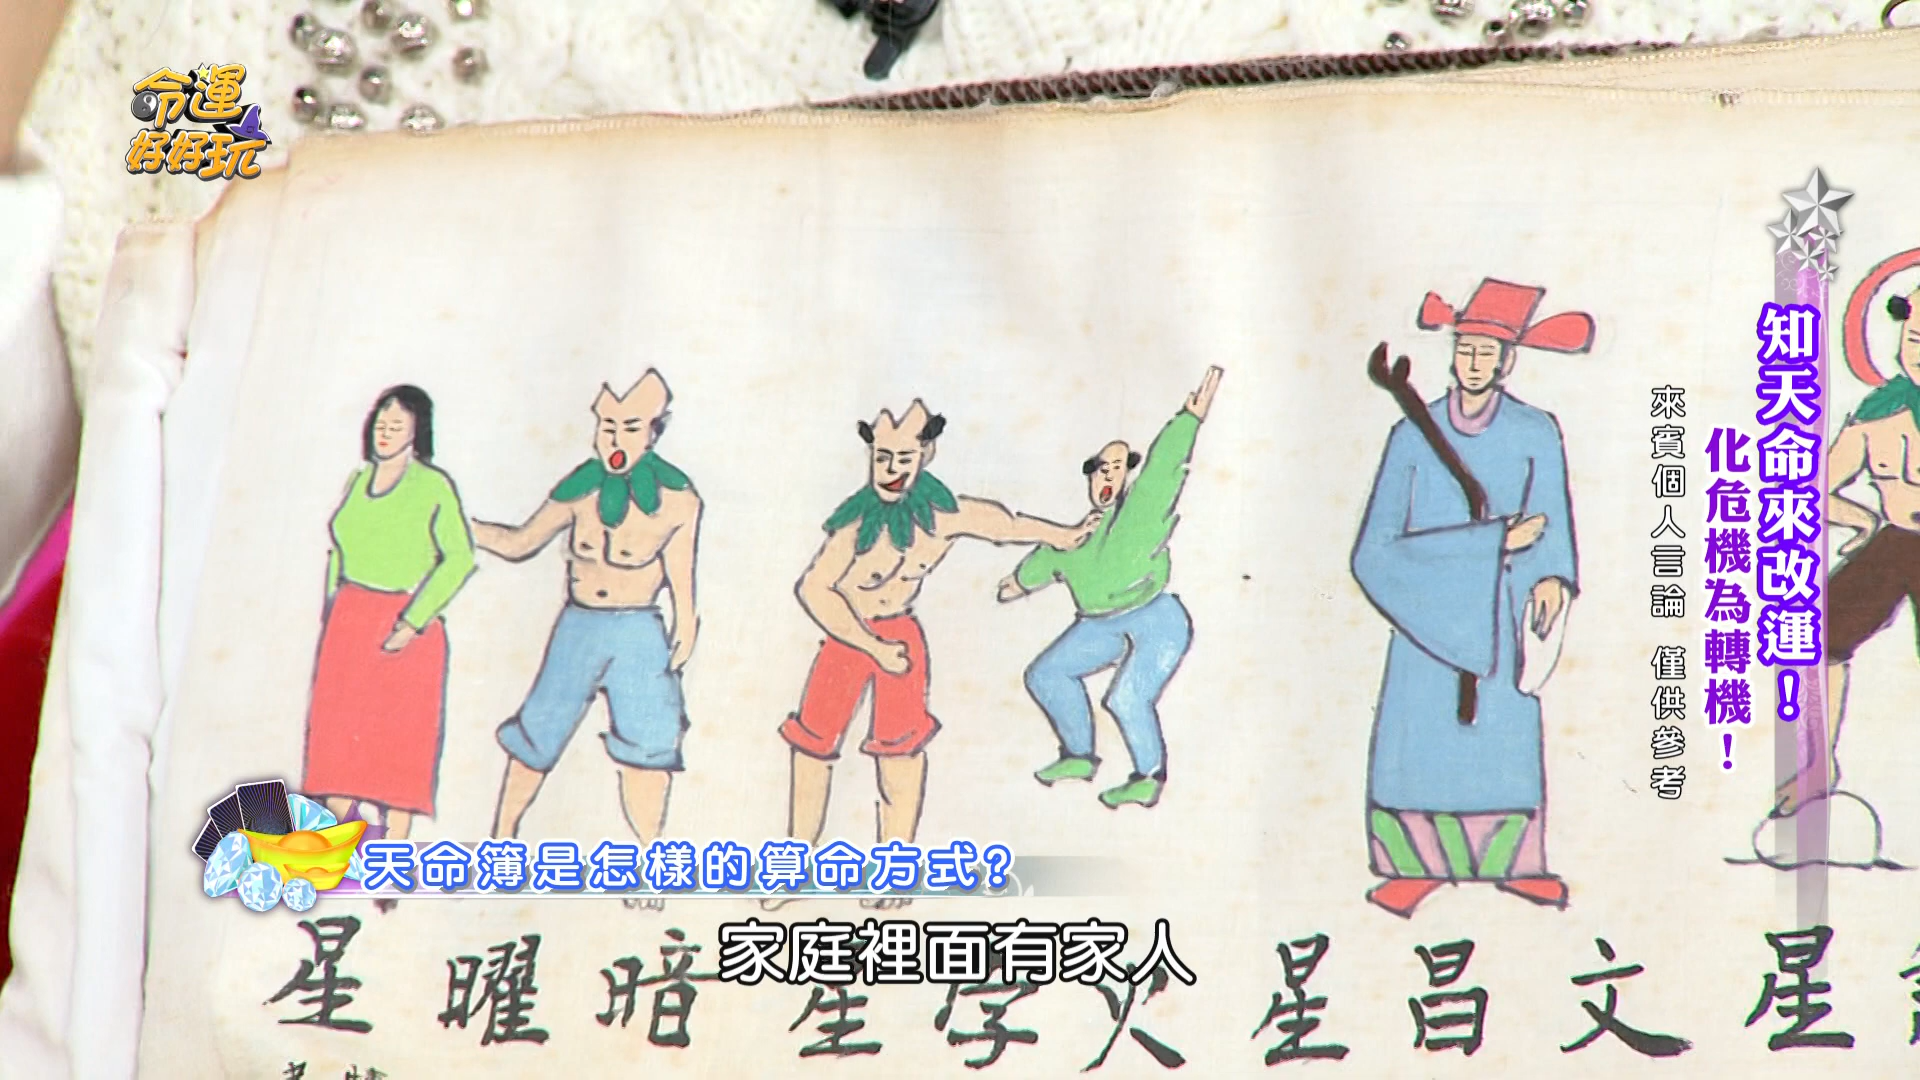 命運
好好玩
知天命來改運！
化危機為轉機！
來賓個人言論 僅供參考
天命簿是怎樣的算命方式?
家庭裡面有家人
星曜暗 星孛火 星昌文 星